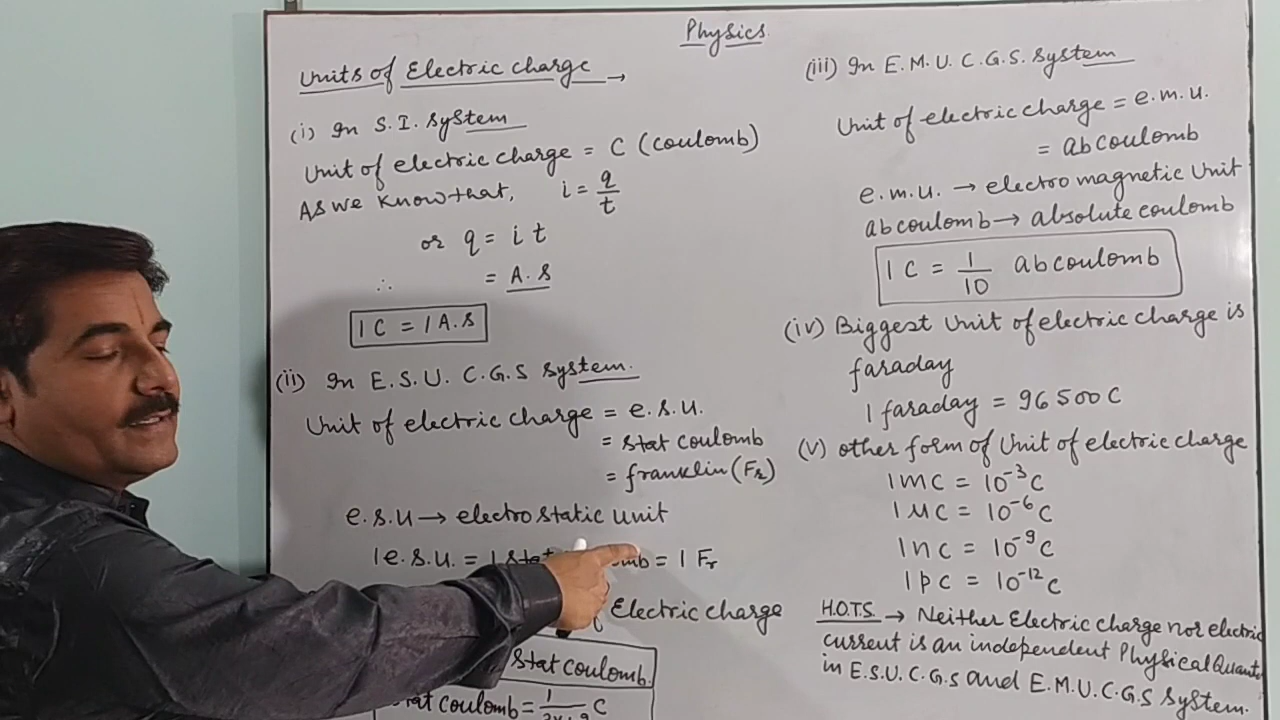 Physics
Units of Electric charge →
(i) In S.I. System
Unit of electric charge = C (coulomb)
As we know that, i = q/t
or q = i t
∴ = A.s
1 C = 1 A.s
(ii) In E.S.U. C.G.S system.
Unit of electric charge = e.s.u.
= stat coulomb
= franklin (Fr)
e.s.u → electro static Unit
1 e.s.u. = 1 = 1 Fr
Electric charge
stat coulomb
coulomb = C
(iii) In E.M.U. C.G.S System
Unit of electric charge = e.m.u.
= ab coulomb
e.m.u. → electro magnetic Unit
ab coulomb → absolute coulomb
1 C = 1/10 ab coulomb
(iv) Biggest Unit of electric charge is
faraday
1 faraday = 96500 C
(v) other form of Unit of electric charge
1 mC = 10⁻³ C
1 μC = 10⁻⁶ C
1 nC = 10⁻⁹ C
1 pC = 10⁻¹² C
H.O.T.S. → Neither Electric charge nor electric
current is an independent Physical
in E.S.U. C.G.S and E.M.U. C.G.S System.